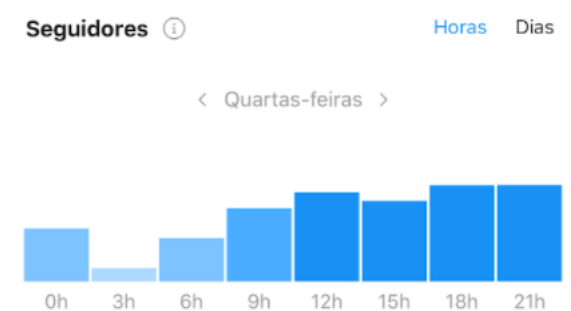 Seguidores Horas Dias
< Quartas-feiras >
0h 3h 6h 9h 12h 15h 18h 21h